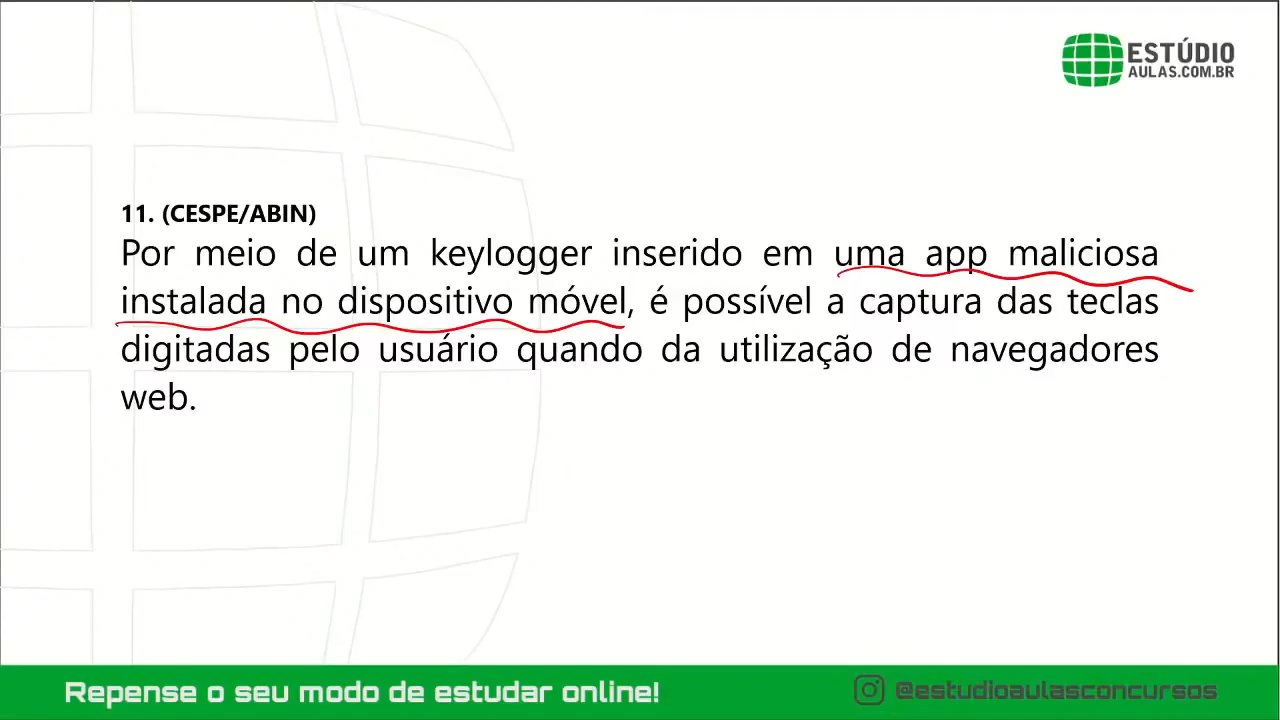 ESTÚDIO
AULAS.COM.BR
11. (CESPE/ABIN)
Por meio de um keylogger inserido em uma app maliciosa
instalada no dispositivo móvel, é possível a captura das teclas
digitadas pelo usuário quando da utilização de navegadores
web.
Repense o seu modo de estudar online!
@estudioaulasconcursos